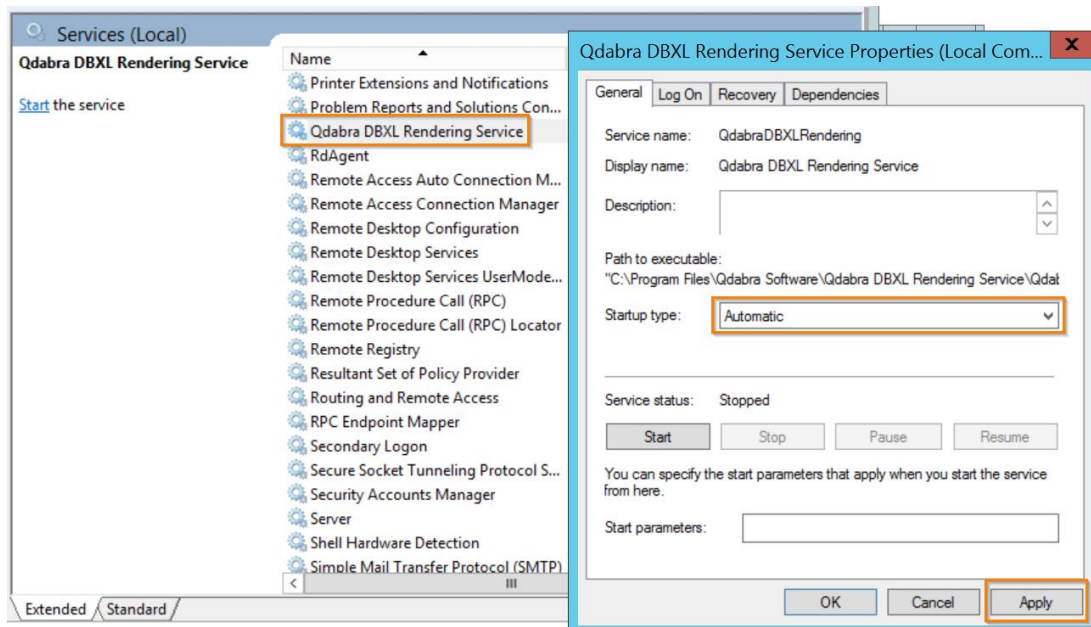 Services (Local)
Qdabra DBXL Rendering Service
Start the service
Name
Printer Extensions and Notifications
Problem Reports and Solutions Con...
Qdabra DBXL Rendering Service
RdAgent
Remote Access Auto Connection M...
Remote Access Connection Manager
Remote Desktop Configuration
Remote Desktop Services
Remote Desktop Services UserMode...
Remote Procedure Call (RPC)
Remote Procedure Call (RPC) Locator
Remote Registry
Resultant Set of Policy Provider
Routing and Remote Access
RPC Endpoint Mapper
Secondary Logon
Secure Socket Tunneling Protocol S...
Security Accounts Manager
Server
Shell Hardware Detection
Simple Mail Transfer Protocol (SMTP)
Extended / Standard
Qdabra DBXL Rendering Service Properties (Local Com... X
General Log On Recovery Dependencies
Service name: QdabraDBXLRendering
Display name: Qdabra DBXL Rendering Service
Description:
Path to executable:
"C:\Program Files\Qdabra Software\Qdabra DBXL Rendering Service\Qdab
Startup type: Automatic
Service status: Stopped
Start Stop Pause Resume
You can specify the start parameters that apply when you start the service
from here.
Start parameters:
OK Cancel Apply